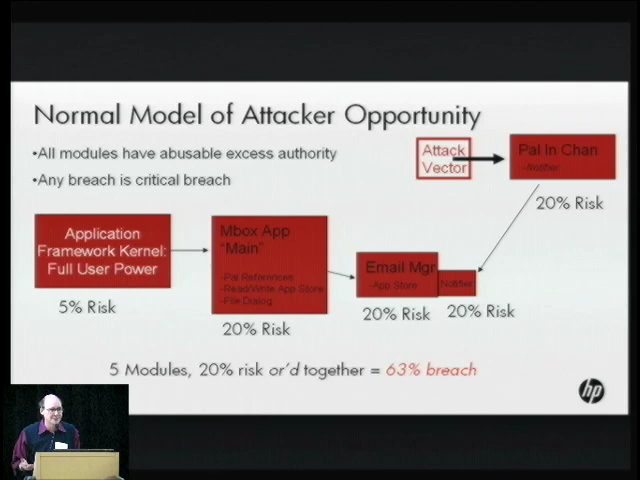 Normal Model of Attacker Opportunity
•All modules have abusable excess authority
•Any breach is critical breach
Attack
Vector
Pal In Chan
–Notifier
20% Risk
Application
Framework Kernel:
Full User Power
5% Risk
Mbox App
"Main"
–Pal References
–Read/Write App Store
–File Dialog
20% Risk
Email Mgr
–App Store
20% Risk
Notifier
20% Risk
5 Modules, 20% risk or'd together = 63% breach
hp